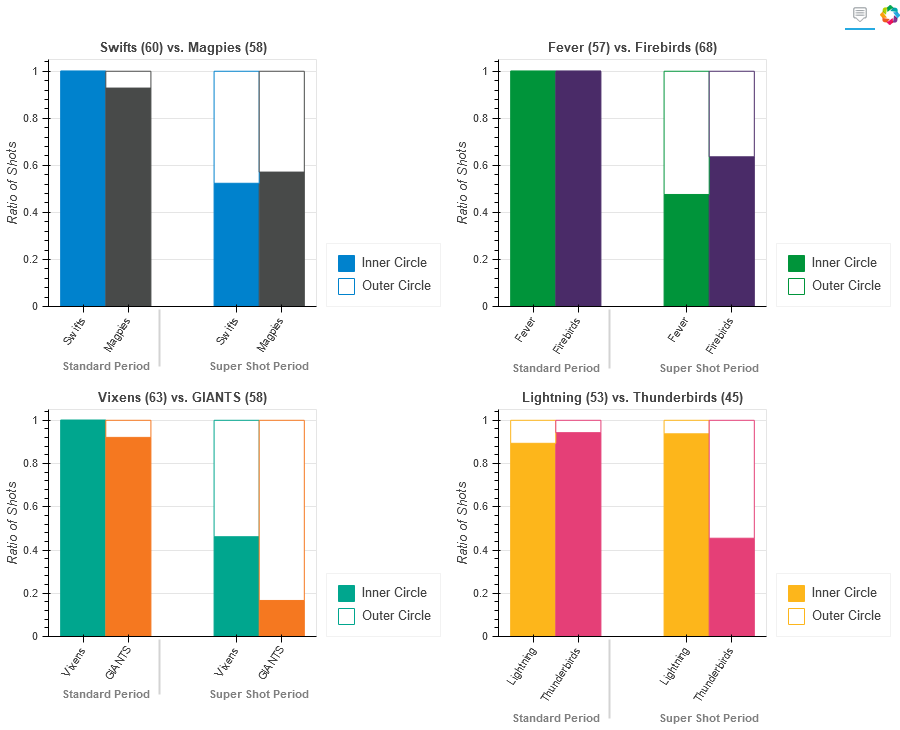 Swifts (60) vs. Magpies (58)
Ratio of Shots
1
0.8
0.6
0.4
0.2
0
Swifts
Magpies
Swifts
Magpies
Standard Period
Super Shot Period
Inner Circle
Outer Circle
Fever (57) vs. Firebirds (68)
Ratio of Shots
1
0.8
0.6
0.4
0.2
0
Fever
Firebirds
Fever
Firebirds
Standard Period
Super Shot Period
Inner Circle
Outer Circle
Vixens (63) vs. GIANTS (58)
Ratio of Shots
1
0.8
0.6
0.4
0.2
0
Vixens
GIANTS
Vixens
GIANTS
Standard Period
Super Shot Period
Inner Circle
Outer Circle
Lightning (53) vs. Thunderbirds (45)
Ratio of Shots
1
0.8
0.6
0.4
0.2
0
Lightning
Thunderbirds
Lightning
Thunderbirds
Standard Period
Super Shot Period
Inner Circle
Outer Circle